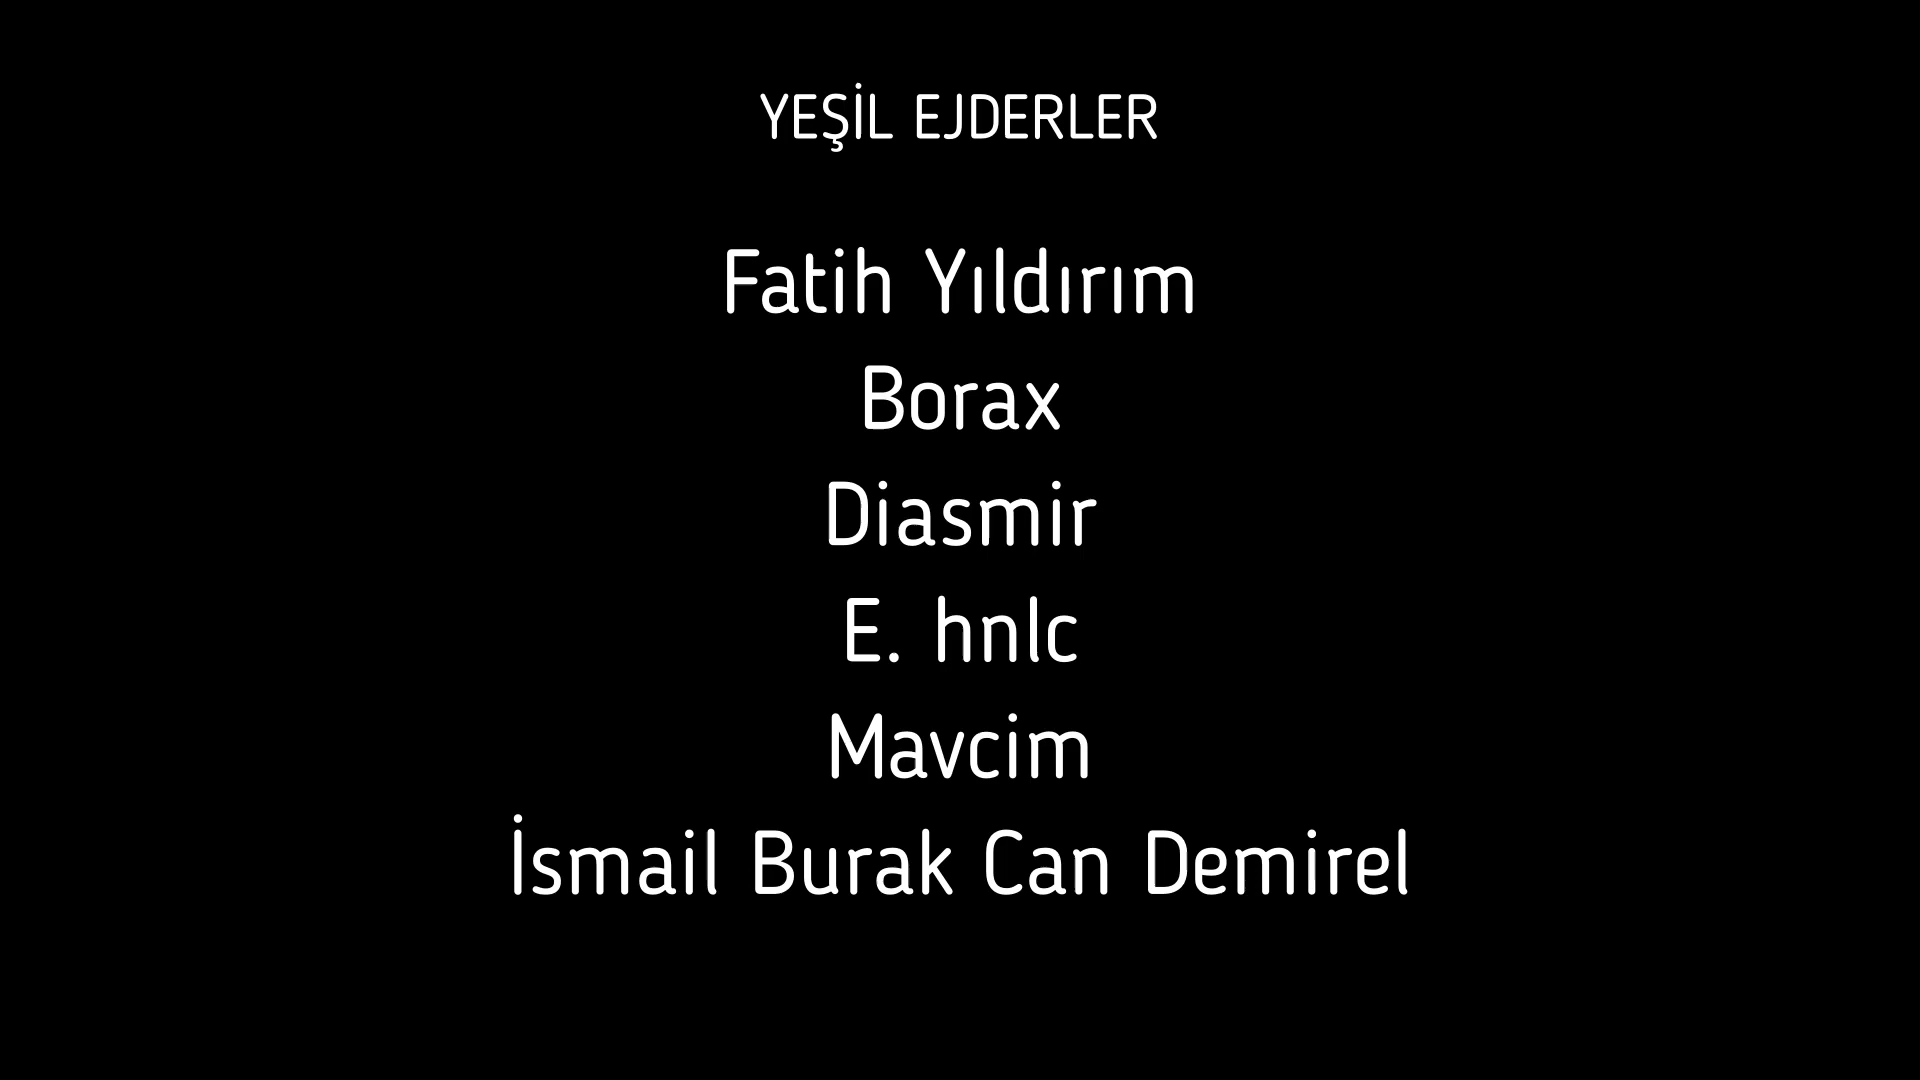 YEŞİL EJDERLER
Fatih Yıldırım
Borax
Diasmir
E. hnlc
Mavcim
İsmail Burak Can Demirel